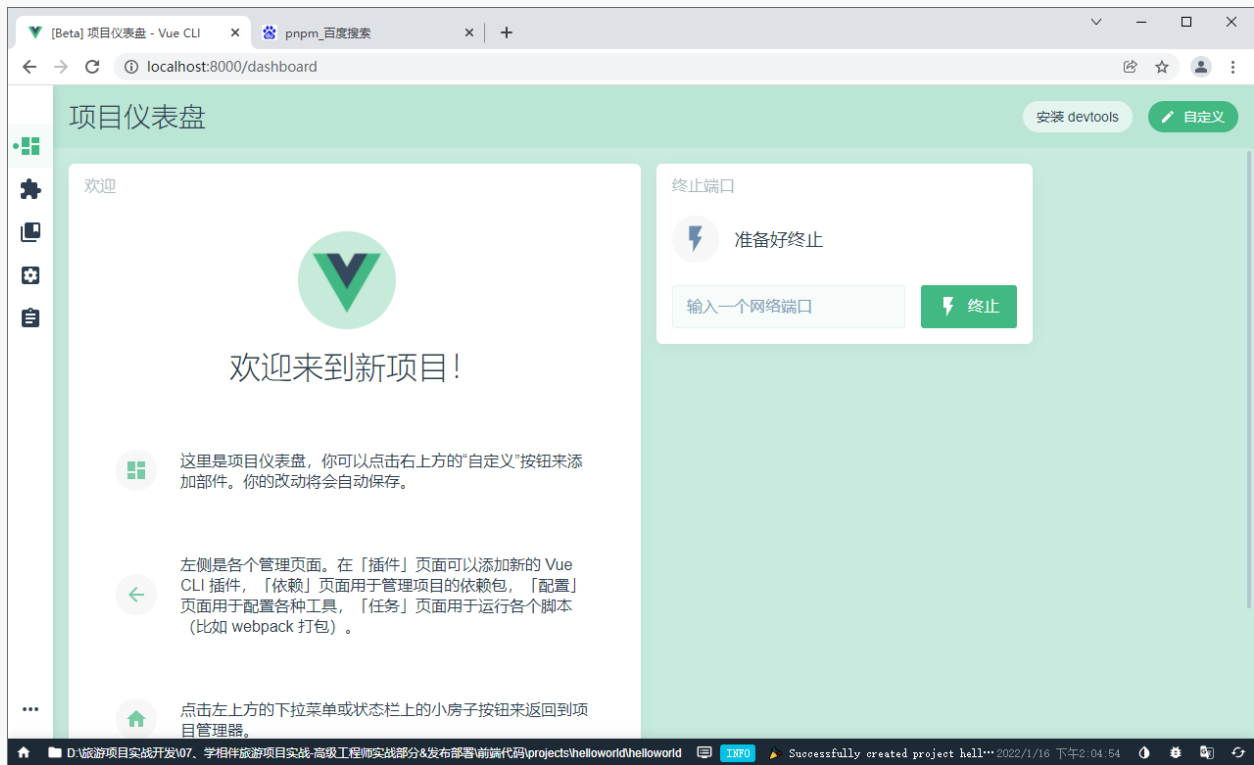 [Beta] 项目仪表盘 - Vue CLI
pnpm_百度搜索
localhost:8000/dashboard
项目仪表盘
安装 devtools
自定义
欢迎
欢迎来到新项目！
这里是项目仪表盘，你可以点击右上方的“自定义”按钮来添
加部件。你的改动将会自动保存。
左侧是各个管理页面。在「插件」页面可以添加新的 Vue
CLI 插件，「依赖」页面用于管理项目的依赖包，「配置」
页面用于配置各种工具，「任务」页面用于运行各个脚本
（比如 webpack 打包）。
点击左上方的下拉菜单或状态栏上的小房子按钮来返回到项
目管理器。
终止端口
准备好终止
输入一个网络端口
终止
D:\旅游项目实战开发\07、学相伴旅游项目实战-高级工程师实战部分&发布部署\前端代码\projects\helloworld\helloworld
INFO
Successfully created project hell…
2022/1/16 下午2:04:54